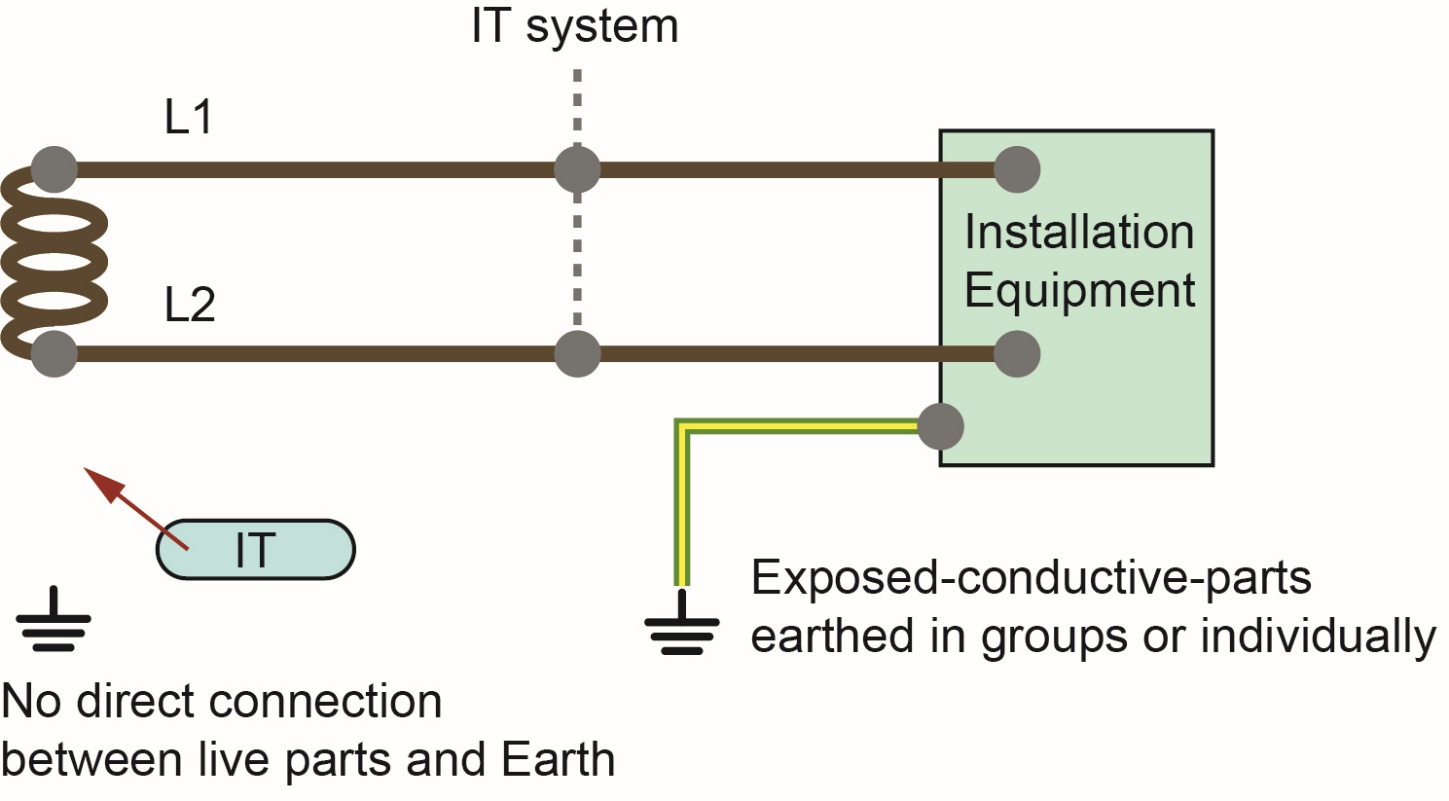 IT system
L1
Installation
Equipment
L2
IT
Exposed-conductive-parts
earthed in groups or individually
No direct connection
between live parts and Earth